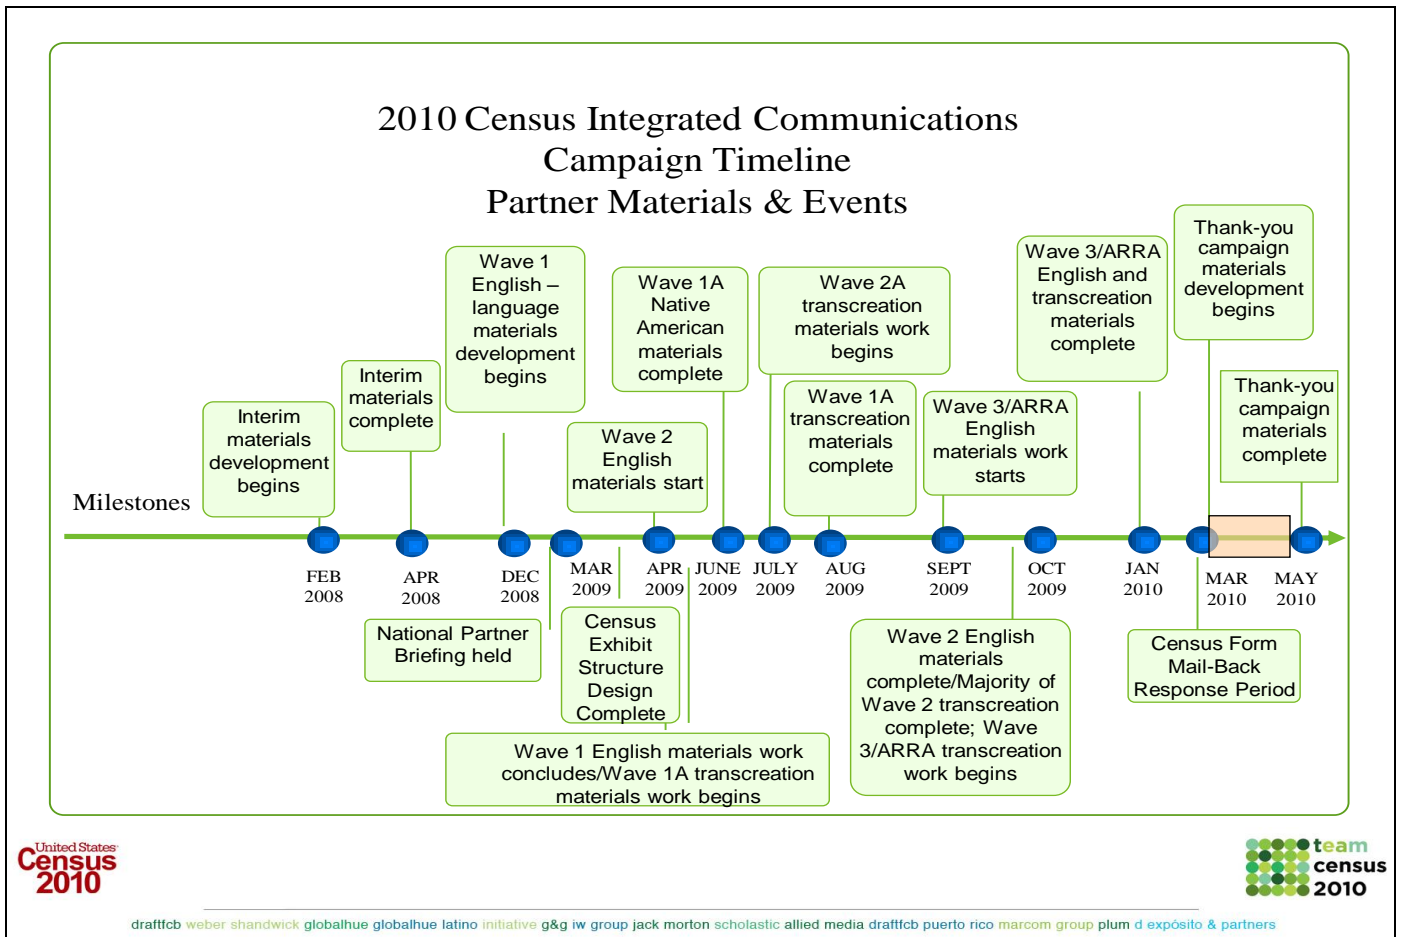 2010 Census Integrated Communications
Campaign Timeline
Partner Materials & Events
Thank-you
campaign
materials
development
begins
Wave 3/ARRA
English and
transcreation
materials
complete
Wave 1
English –
language
materials
development
begins
Wave 1A
Native
American
materials
complete
Wave 2A
transcreation
materials work
begins
Interim
materials
complete
Thank-you
campaign
materials
complete
Wave 1A
transcreation
materials
complete
Wave 3/ARRA
English
materials work
starts
Interim
materials
development
begins
Wave 2
English
materials start
Milestones
FEB
2008
APR
2008
DEC
2008
MAR
2009
APR
2009
JUNE
2009
JULY
2009
AUG
2009
SEPT
2009
OCT
2009
JAN
2010
MAR
2010
MAY
2010
National Partner
Briefing held
Census
Exhibit
Structure
Design
Complete
Wave 2 English
materials
complete/Majority of
Wave 2 transcreation
complete; Wave
3/ARRA transcreation
work begins
Census Form
Mail-Back
Response Period
Wave 1 English materials work
concludes/Wave 1A transcreation
materials work begins
United States
Census
2010
team
census
2010
draftfcb weber shandwick globalhue globalhue latino initiative g&g iw group jack morton scholastic allied media draftfcb puerto rico marcom group plum d expósito & partners